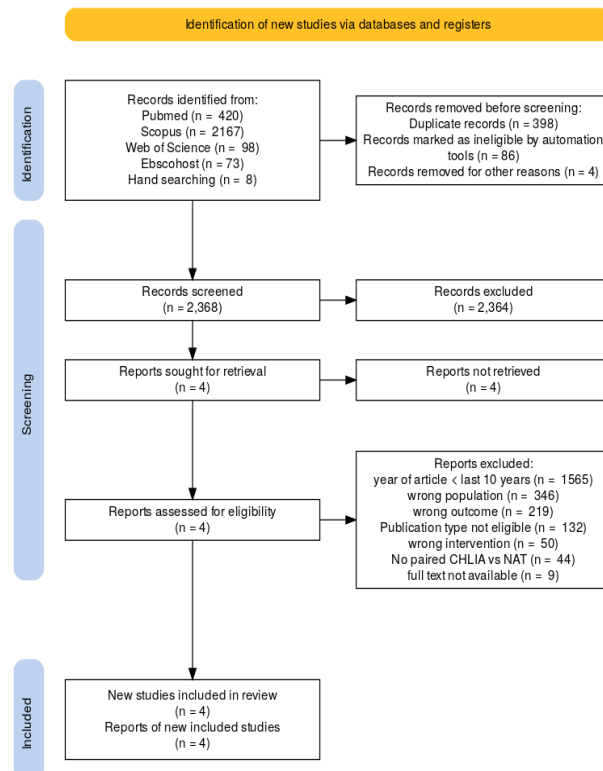 Identification of new studies via databases and registers
Identification
Records identified from:
Pubmed (n = 420)
Scopus (n = 2167)
Web of Science (n = 98)
Ebscohost (n = 73)
Hand searching (n = 8)
Records removed before screening:
Duplicate records (n = 398)
Records marked as ineligible by automation
tools (n = 86)
Records removed for other reasons (n = 4)
Screening
Records screened
(n = 2,368)
Records excluded
(n = 2,364)
Reports sought for retrieval
(n = 4)
Reports not retrieved
(n = 4)
Reports assessed for eligibility
(n = 4)
Reports excluded:
year of article < last 10 years (n = 1565)
wrong population (n = 346)
wrong outcome (n = 219)
Publication type not eligible (n = 132)
wrong intervention (n = 50)
No paired CHLIA vs NAT (n = 44)
full text not available (n = 9)
Included
New studies included in review
(n = 4)
Reports of new included studies
(n = 4)